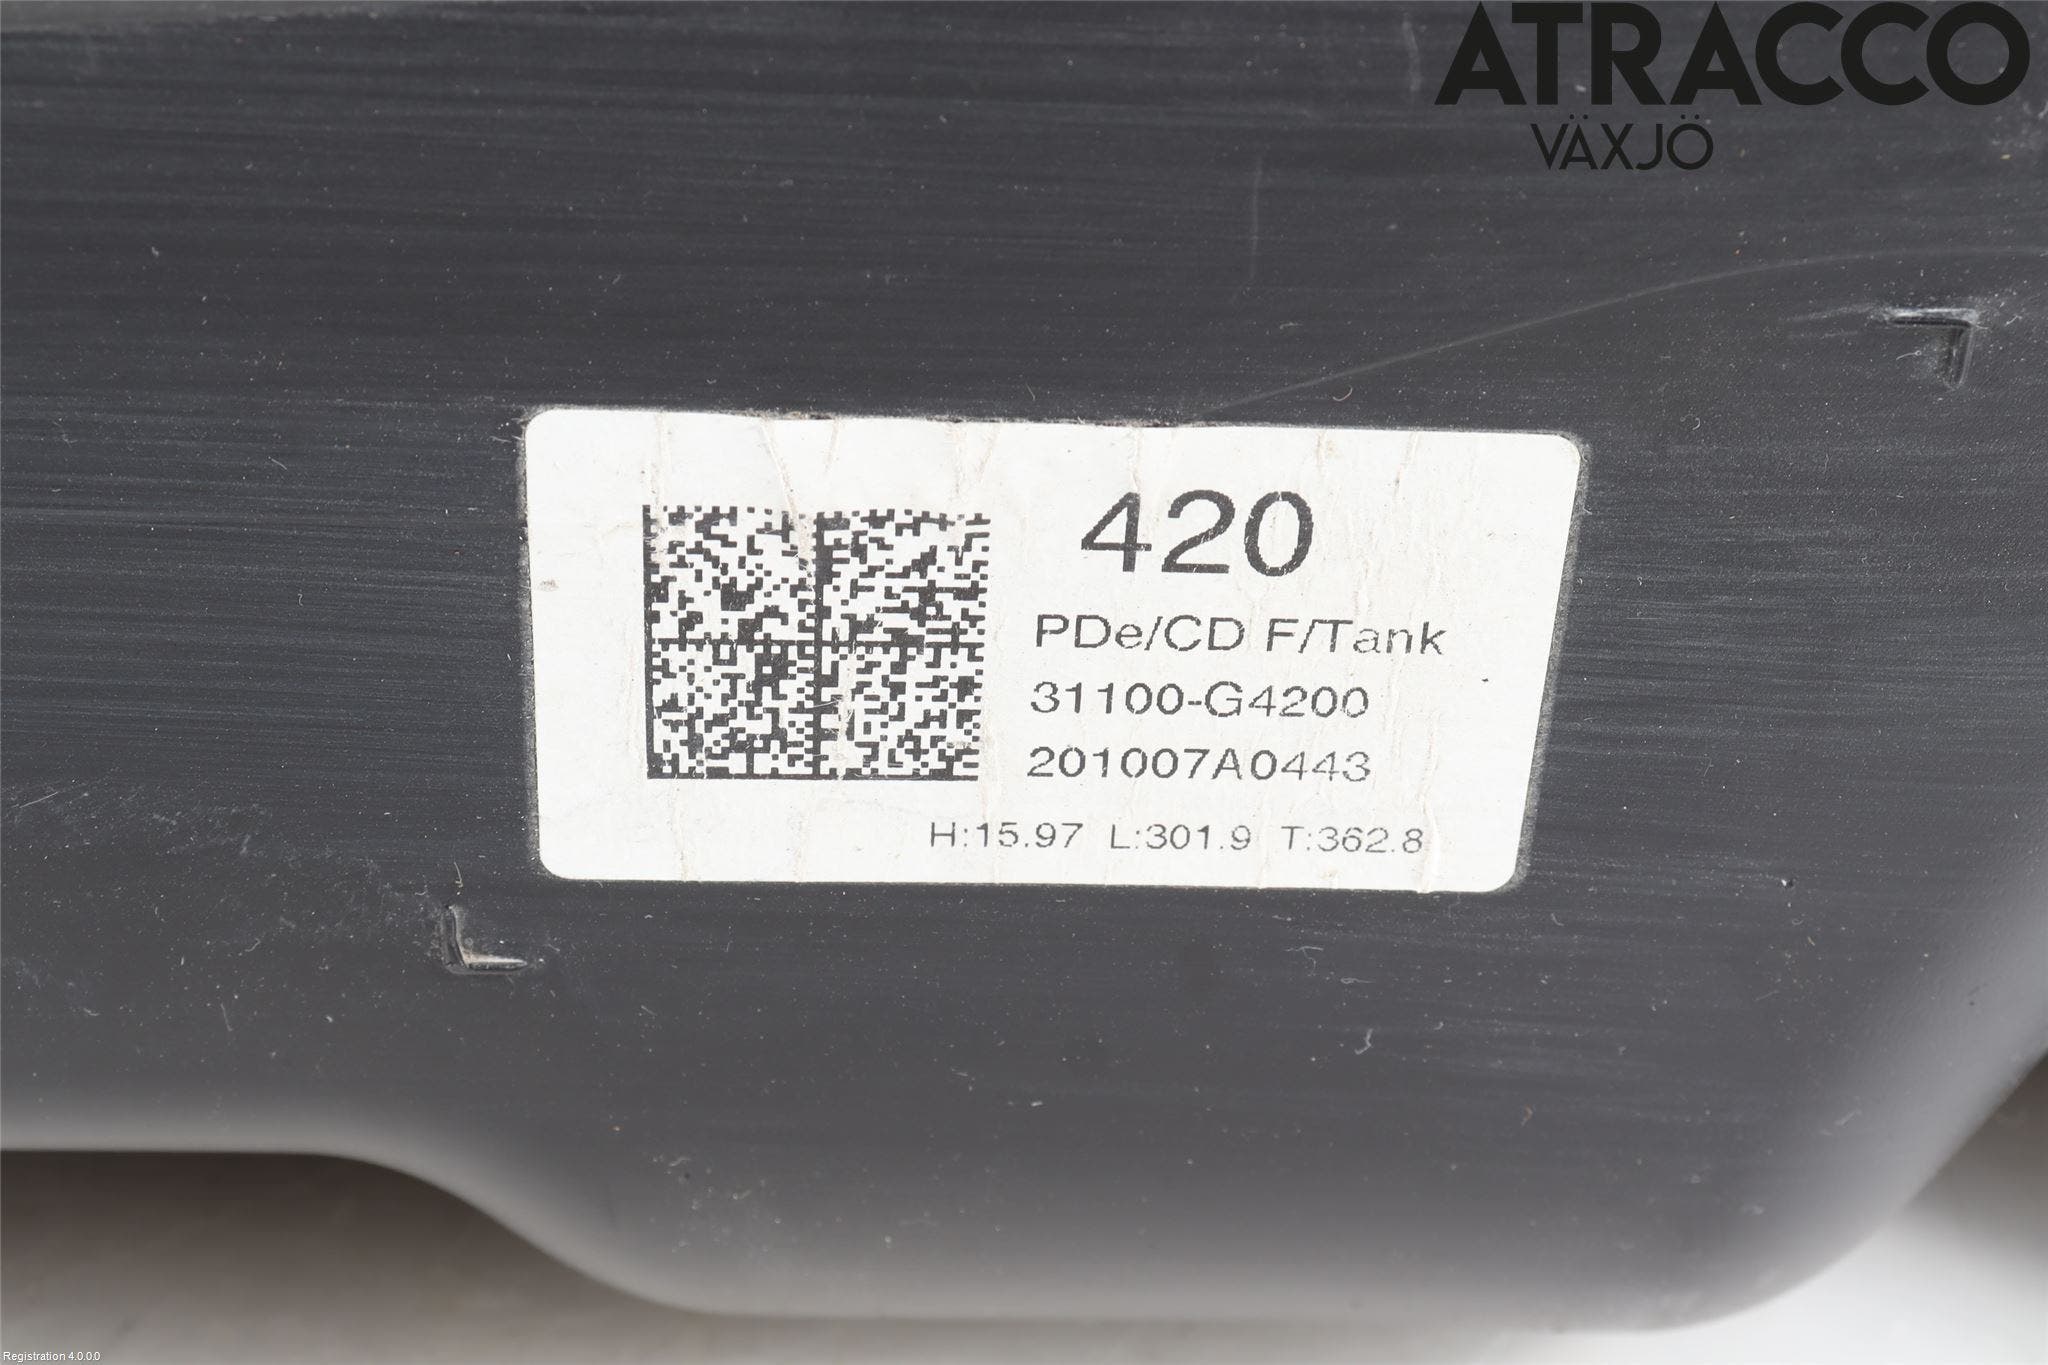 ATRACCO
VÄXJÖ
420
PDe/CD F/Tank
31100-G4200
201007A0443
H:15.97 L:301.9 T:362.8
Registration 4.0.0.0